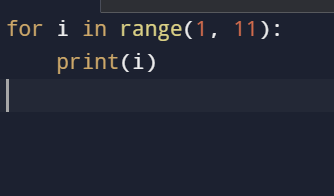 for i in range(1, 11):
    print(i)